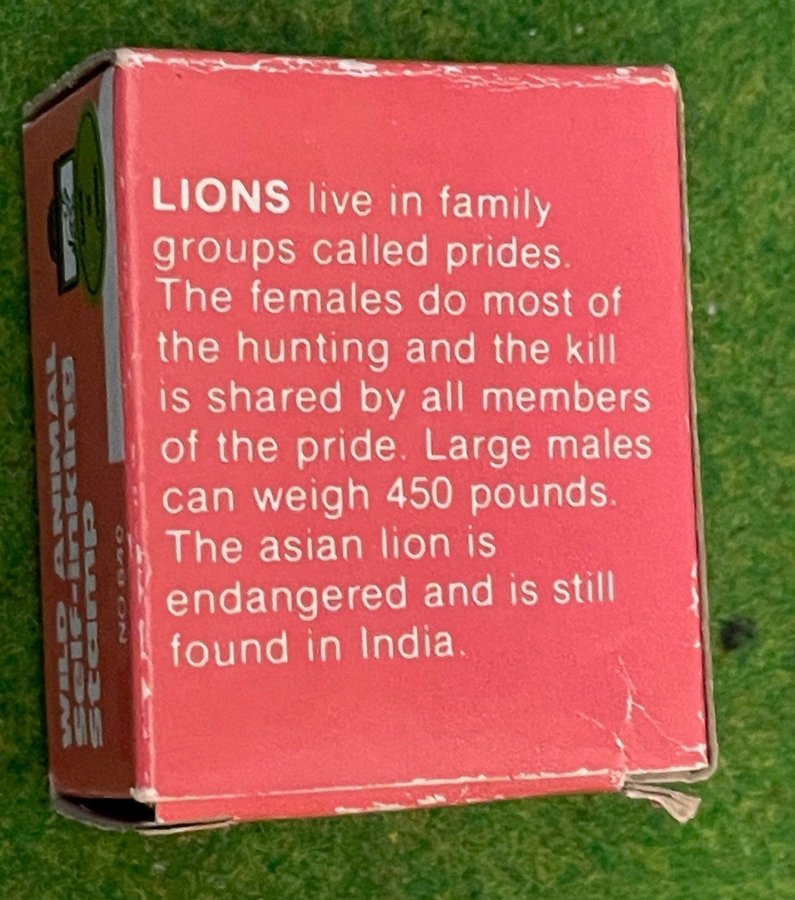 LIONS live in family
groups called prides.
The females do most of
the hunting and the kill
is shared by all members
of the pride. Large males
can weigh 450 pounds.
The asian lion is
endangered and is still
found in India.
WILD ANIMAL
self-inking
stamp
NO 640